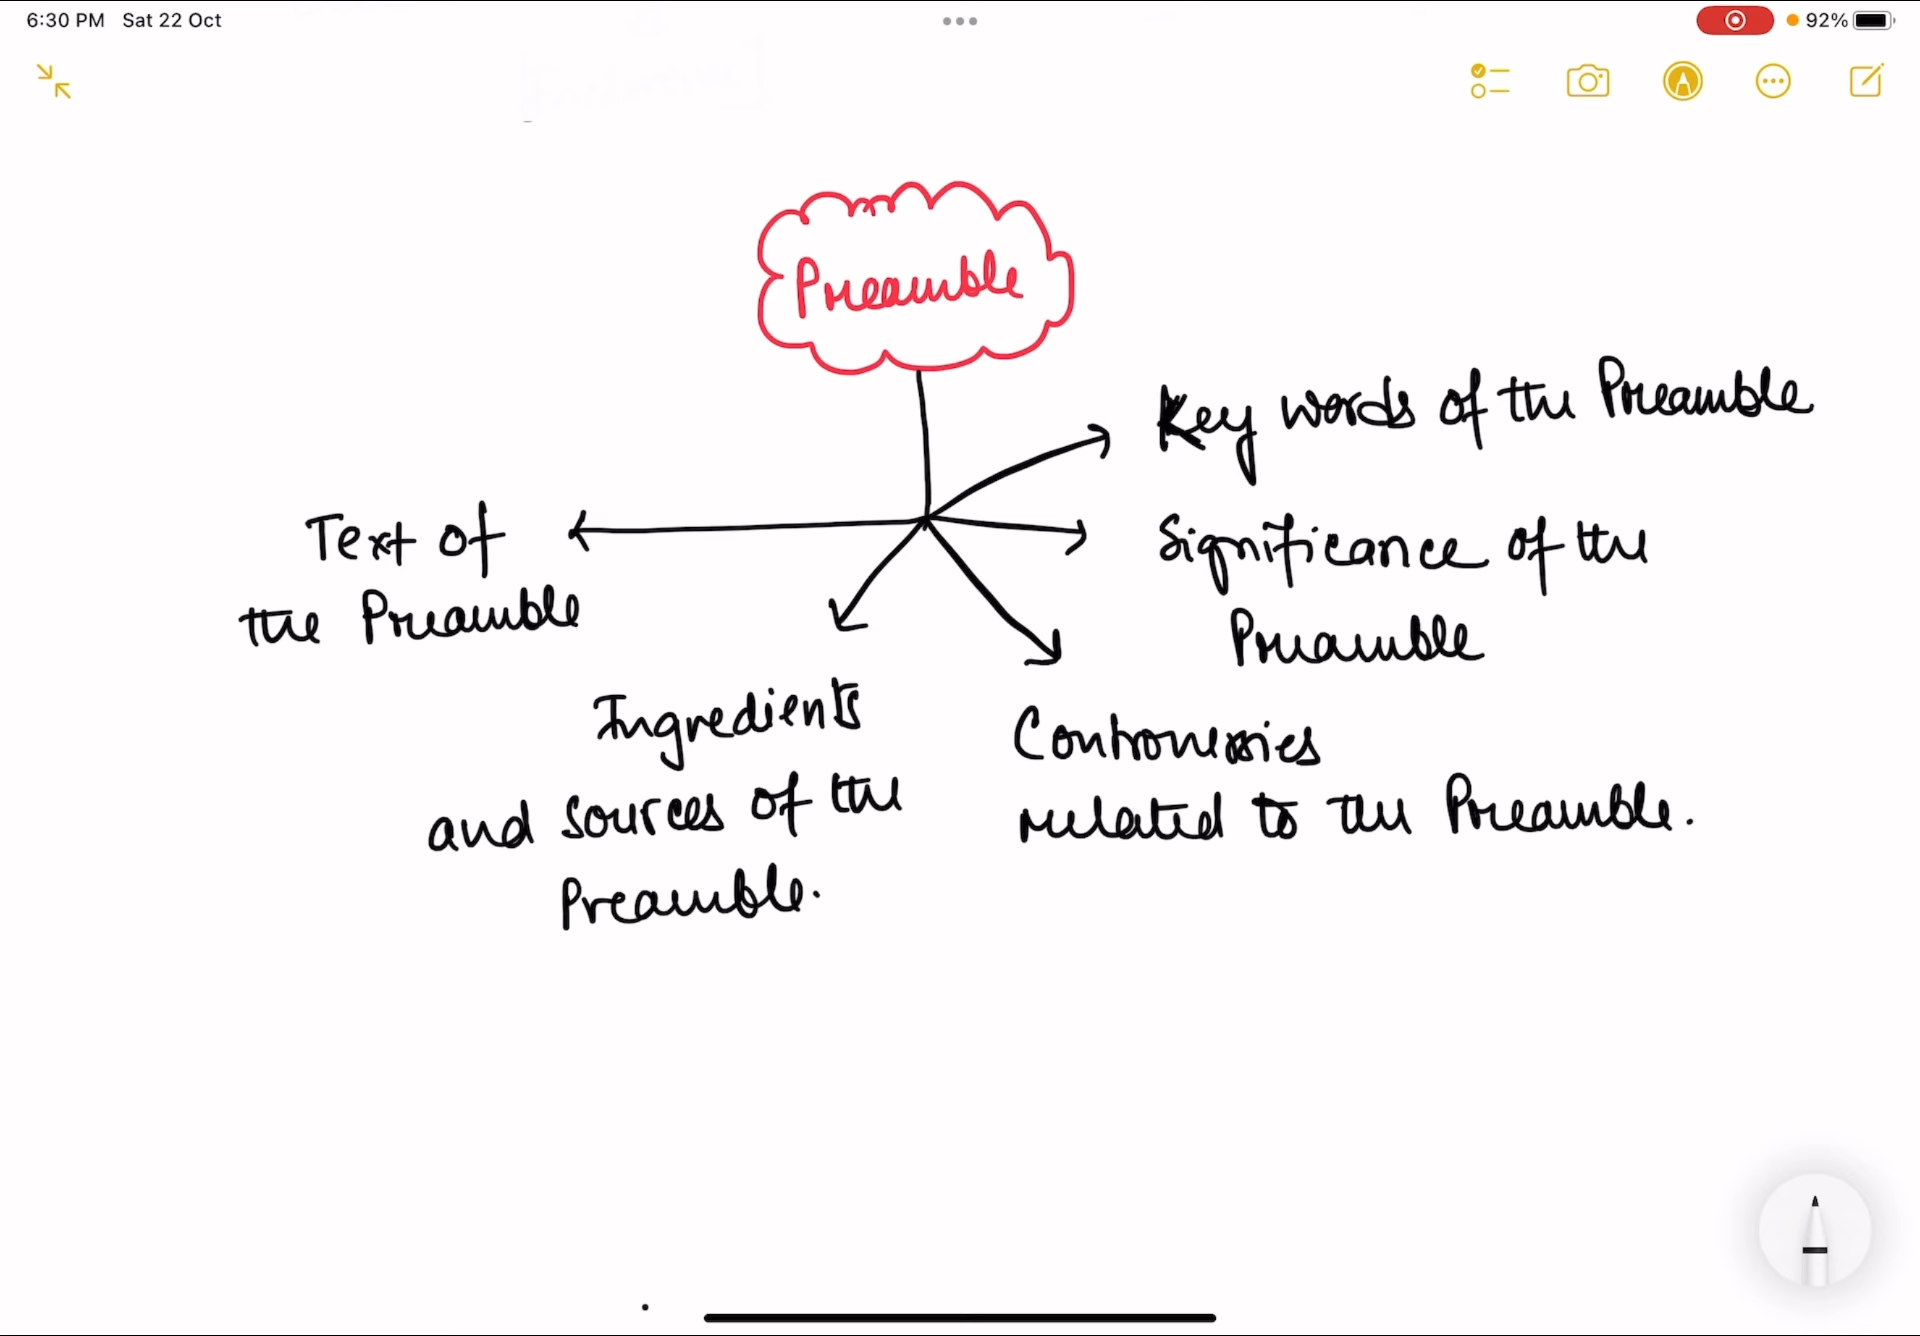 6:30 PM Sat 22 Oct
92%
Preamble
Key words of the Preamble
Text of
the Preamble
Significance of the
Preamble
Ingredients
and sources of the
Preamble.
Controversies
related to the Preamble.